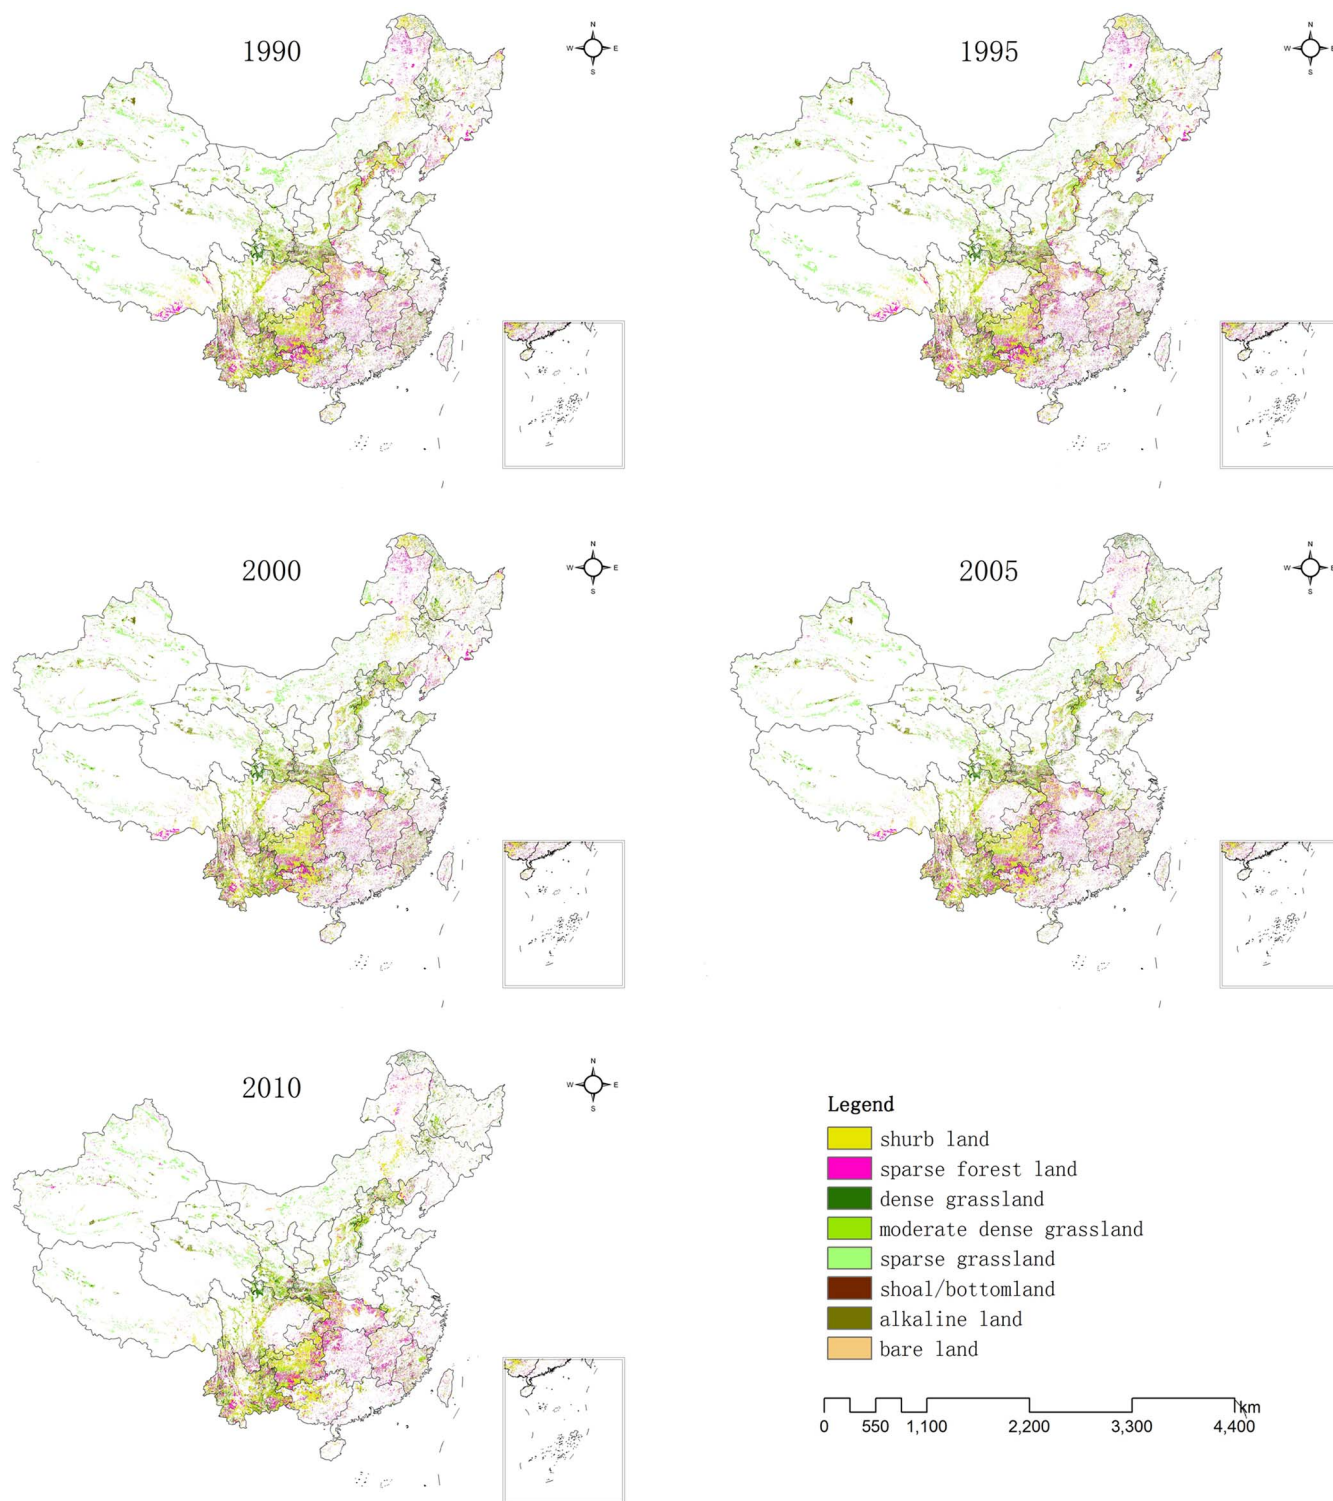 1990
N
W E
S
1995
N
W E
S
2000
N
W E
S
2005
N
W E
S
2010
N
W E
S
Legend
shurb land
sparse forest land
dense grassland
moderate dense grassland
sparse grassland
shoal/bottomland
alkaline land
bare land
km
0 550 1,100 2,200 3,300 4,400